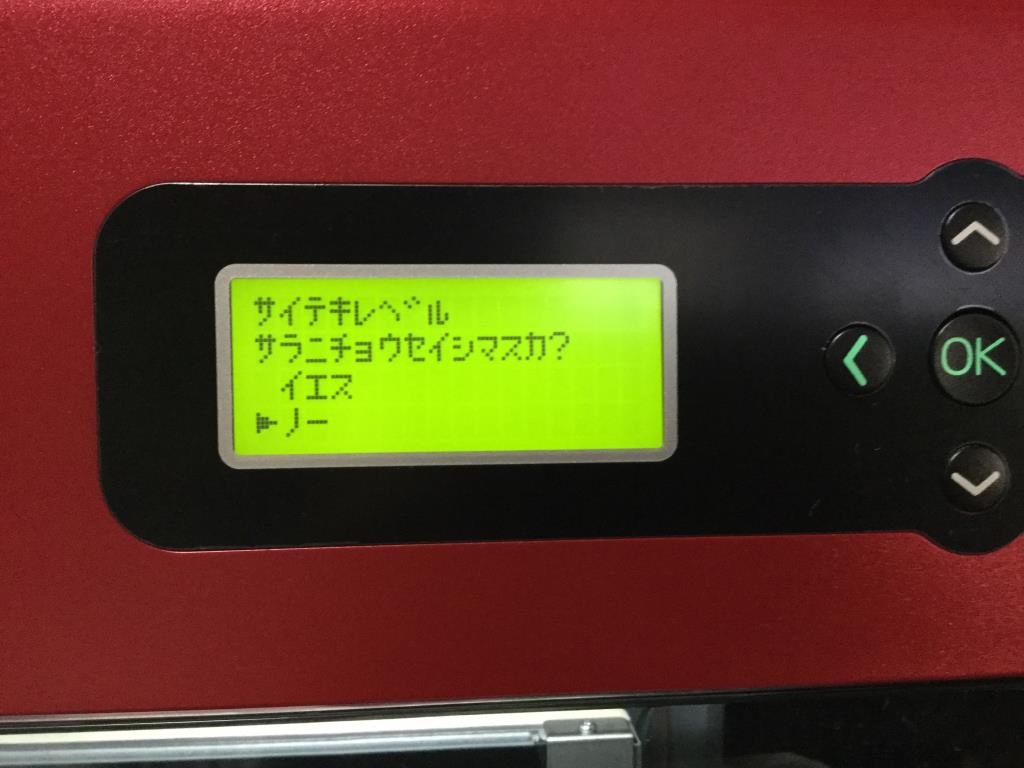 サイテキレベル
サラニチョウセイシマスカ?
イエス
▶ノー
OK